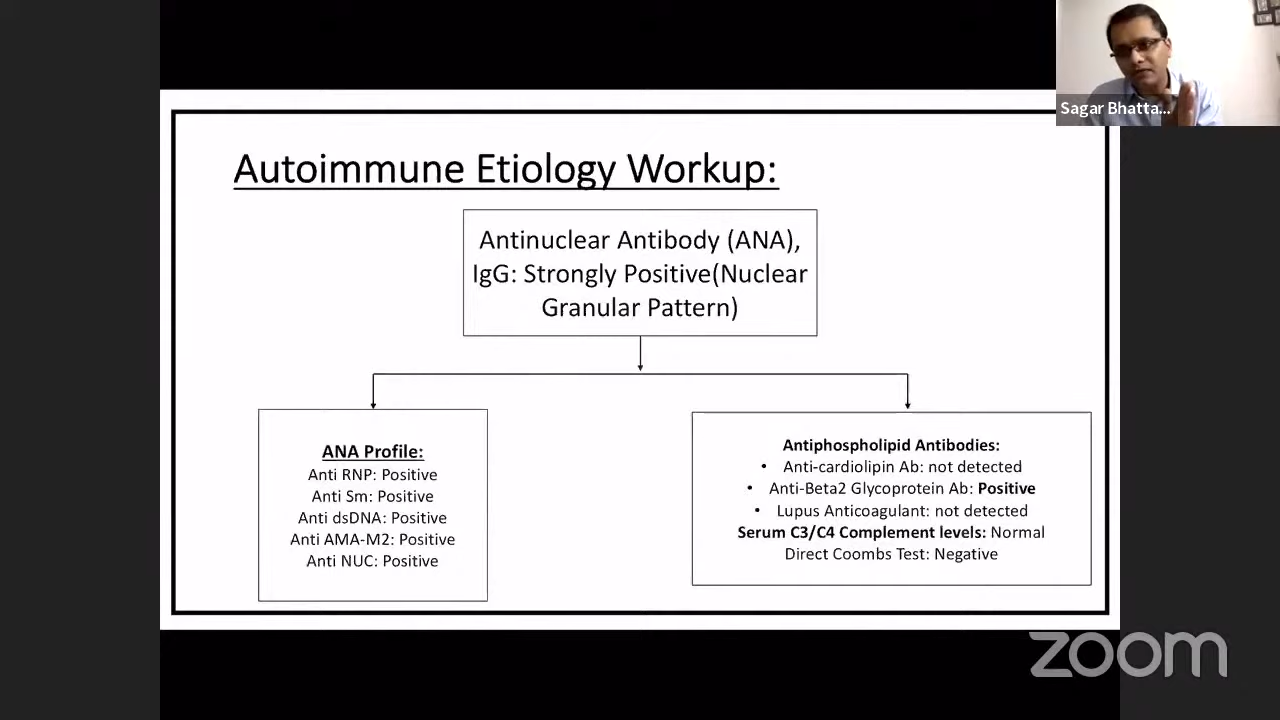 Sagar Bhatta...
Autoimmune Etiology Workup:
Antinuclear Antibody (ANA),
IgG: Strongly Positive(Nuclear
Granular Pattern)
ANA Profile:
Anti RNP: Positive
Anti Sm: Positive
Anti dsDNA: Positive
Anti AMA-M2: Positive
Anti NUC: Positive
Antiphospholipid Antibodies:
• Anti-cardiolipin Ab: not detected
• Anti-Beta2 Glycoprotein Ab: Positive
• Lupus Anticoagulant: not detected
Serum C3/C4 Complement levels: Normal
Direct Coombs Test: Negative
zoom